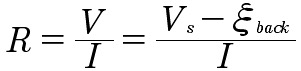 R = V / I = (V_s − ξ_back) / I